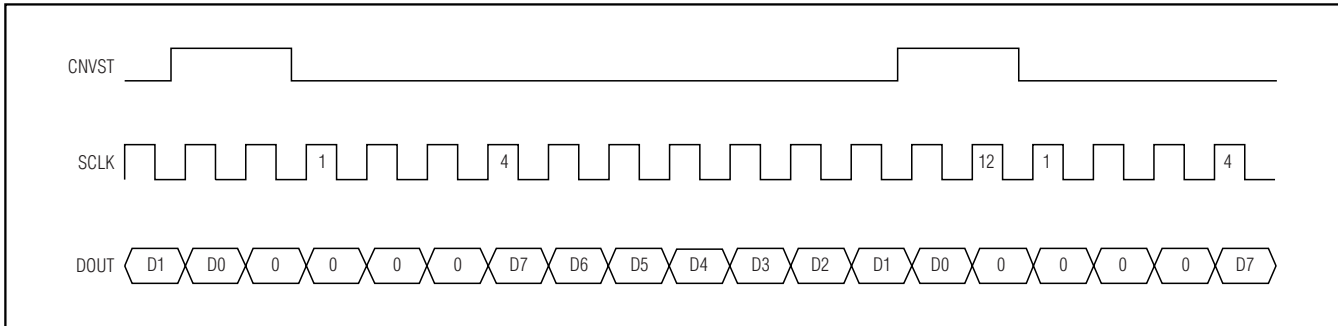 CNVST
SCLK 1 4 12 1 4
DOUT D1 D0 0 0 0 0 D7 D6 D5 D4 D3 D2 D1 D0 0 0 0 0 D7